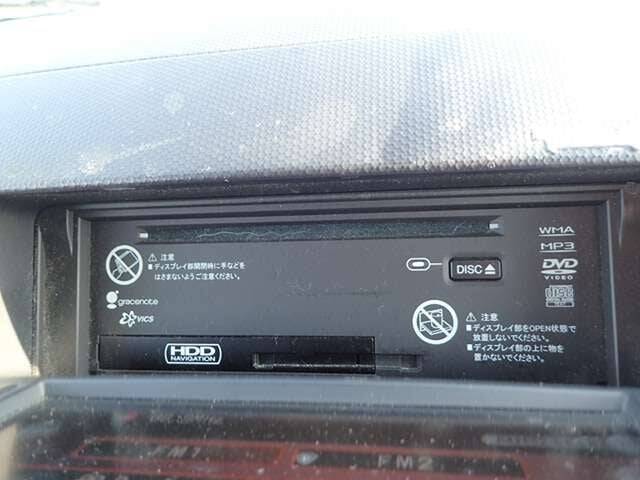 ⚠ 注意
■ディスプレイ部開閉時に手などを
はさまないようご注意ください。
gracenote
VICS
HDD
NAVIGATION
DISC ⏏
WMA
MP3
DVD
VIDEO
DISC
⚠ 注意
■ディスプレイ部をOPEN状態で
放置しないでください。
■ディスプレイ部の上に物を
置かないでください。
FM1
FM2